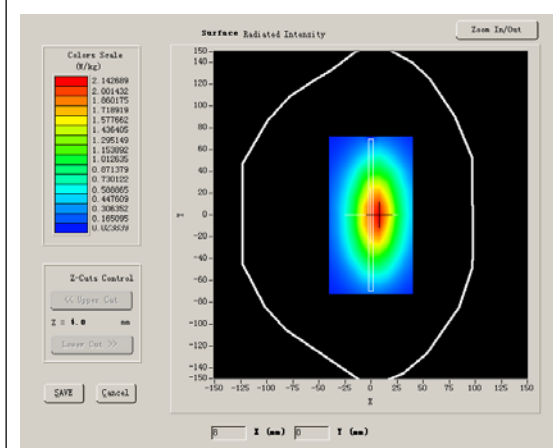 Surface Radiated Intensity
Zoom In/Out
Colors Scale
(W/kg)
2.142689
2.001432
1.860175
1.718919
1.577662
1.436405
1.295149
1.153892
1.012635
0.871379
0.730122
0.588865
0.447609
0.306352
0.165095
0.023839
Z-Cuts Control
<< Upper Cut
Z = 4.0 mm
Lower Cut >>
SAVE
Cancel
150
140
120
100
80
60
40
20
0
-20
-40
-60
-80
-100
-120
-140
-150
Y
-150 -125 -100 -75 -50 -25 0 25 50 75 100 125 150
X
8 X (mm) 0 Y (mm)